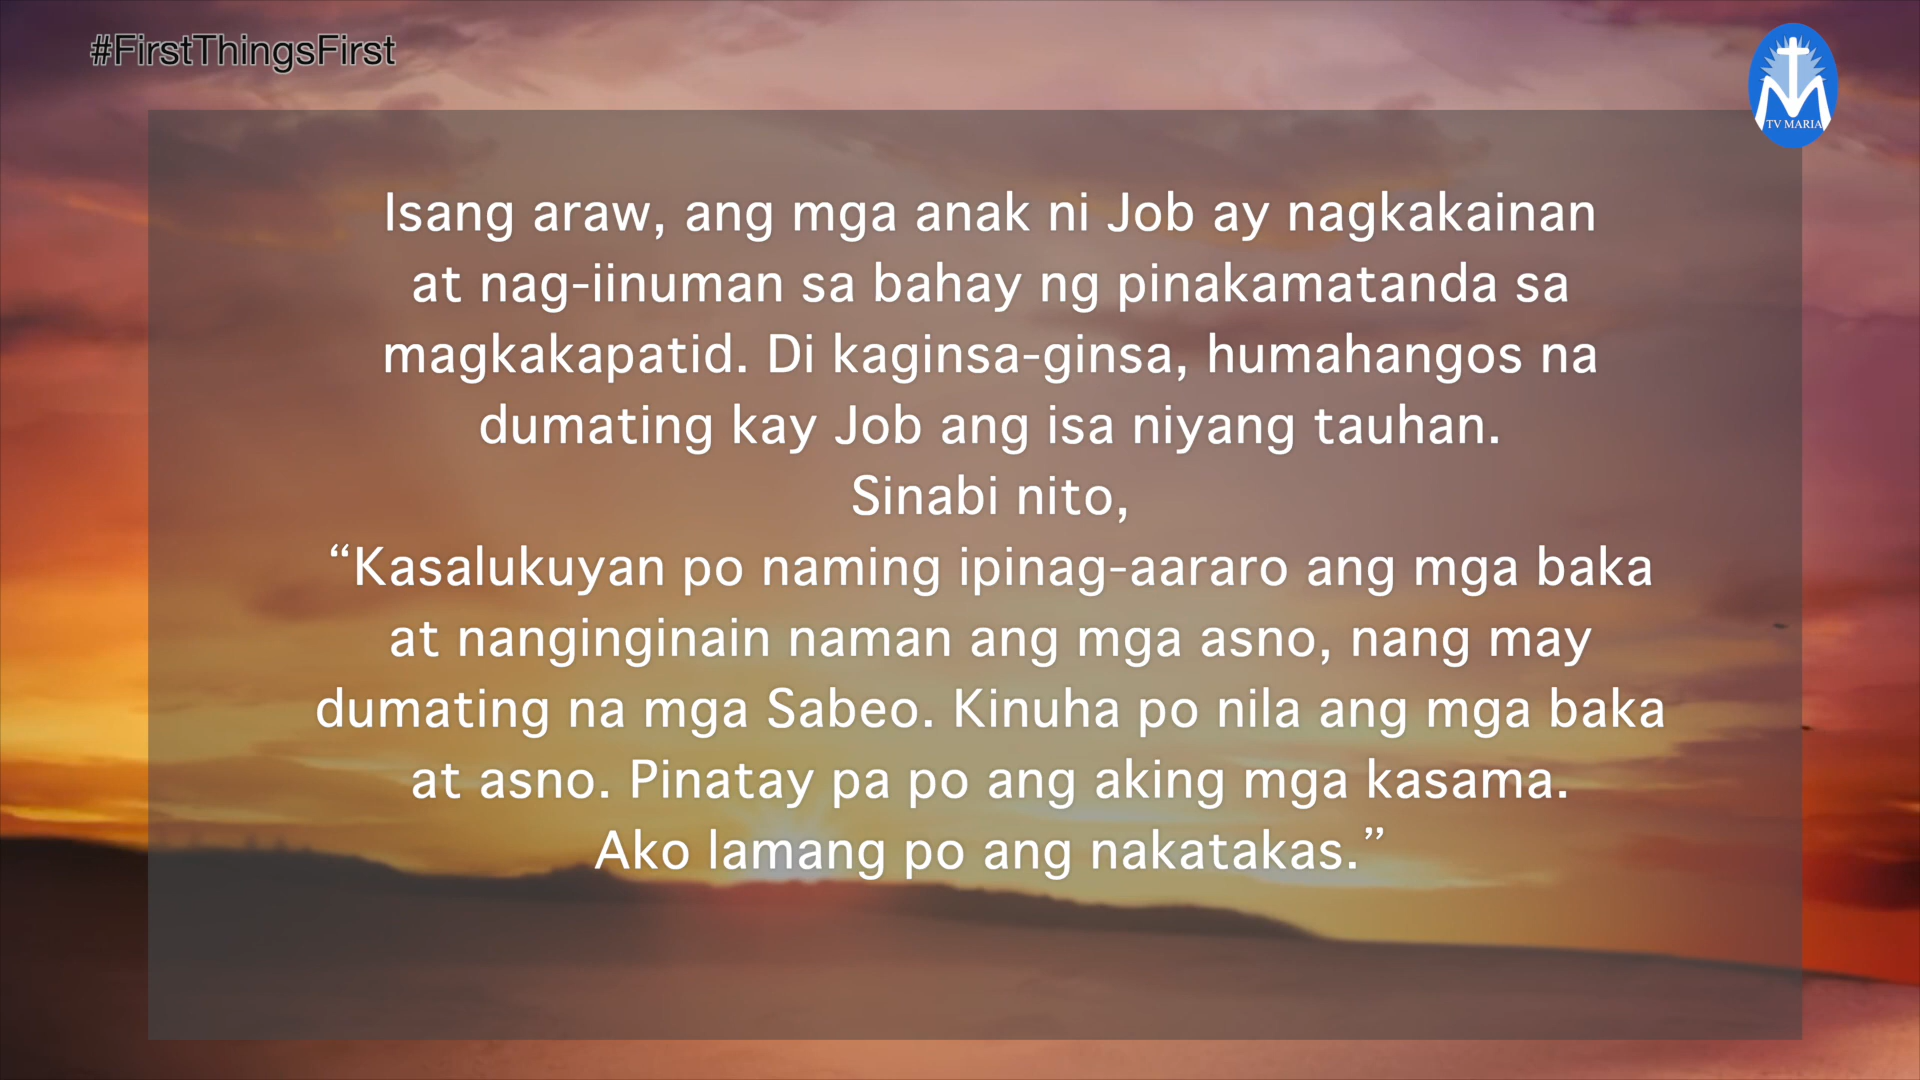 #FirstThingsFirst
TV MARIA
Isang araw, ang mga anak ni Job ay nagkakainan
at nag-iinuman sa bahay ng pinakamatanda sa
magkakapatid. Di kaginsa-ginsa, humahangos na
dumating kay Job ang isa niyang tauhan.
Sinabi nito,
“Kasalukuyan po naming ipinag-aararo ang mga baka
at nanginginain naman ang mga asno, nang may
dumating na mga Sabeo. Kinuha po nila ang mga baka
at asno. Pinatay pa po ang aking mga kasama.
Ako lamang po ang nakatakas.”